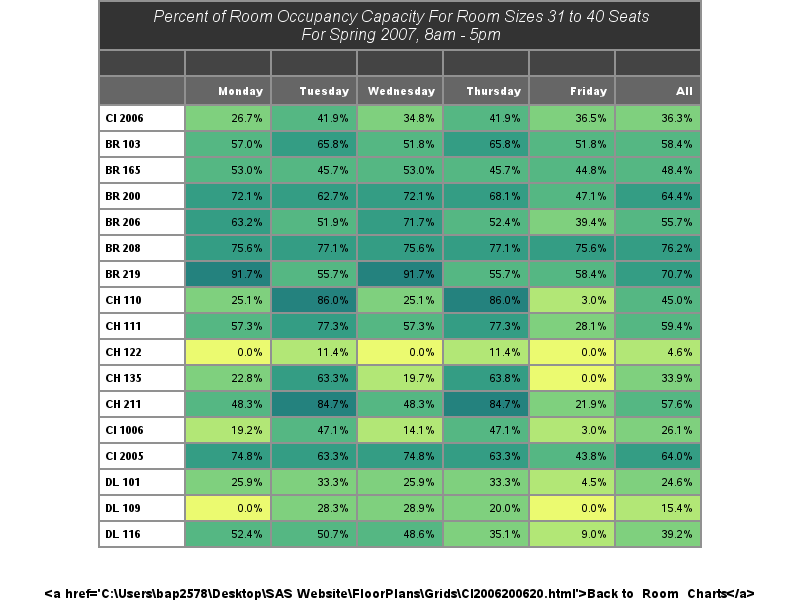 Percent of Room Occupancy Capacity For Room Sizes 31 to 40 Seats
For Spring 2007, 8am - 5pm
Monday Tuesday Wednesday Thursday Friday All
CI 2006 26.7% 41.9% 34.8% 41.9% 36.5% 36.3%
BR 103 57.0% 65.8% 51.8% 65.8% 51.8% 58.4%
BR 165 53.0% 45.7% 53.0% 45.7% 44.8% 48.4%
BR 200 72.1% 62.7% 72.1% 68.1% 47.1% 64.4%
BR 206 63.2% 51.9% 71.7% 52.4% 39.4% 55.7%
BR 208 75.6% 77.1% 75.6% 77.1% 75.6% 76.2%
BR 219 91.7% 55.7% 91.7% 55.7% 58.4% 70.7%
CH 110 25.1% 86.0% 25.1% 86.0% 3.0% 45.0%
CH 111 57.3% 77.3% 57.3% 77.3% 28.1% 59.4%
CH 122 0.0% 11.4% 0.0% 11.4% 0.0% 4.6%
CH 135 22.8% 63.3% 19.7% 63.8% 0.0% 33.9%
CH 211 48.3% 84.7% 48.3% 84.7% 21.9% 57.6%
CI 1006 19.2% 47.1% 14.1% 47.1% 3.0% 26.1%
CI 2005 74.8% 63.3% 74.8% 63.3% 43.8% 64.0%
DL 101 25.9% 33.3% 25.9% 33.3% 4.5% 24.6%
DL 109 0.0% 28.3% 28.9% 20.0% 0.0% 15.4%
DL 116 52.4% 50.7% 48.6% 35.1% 9.0% 39.2%
<a href='C:\Users\bap2578\Desktop\SAS Website\FloorPlans\Grids\CI2006200620.html'>Back to Room Charts</a>